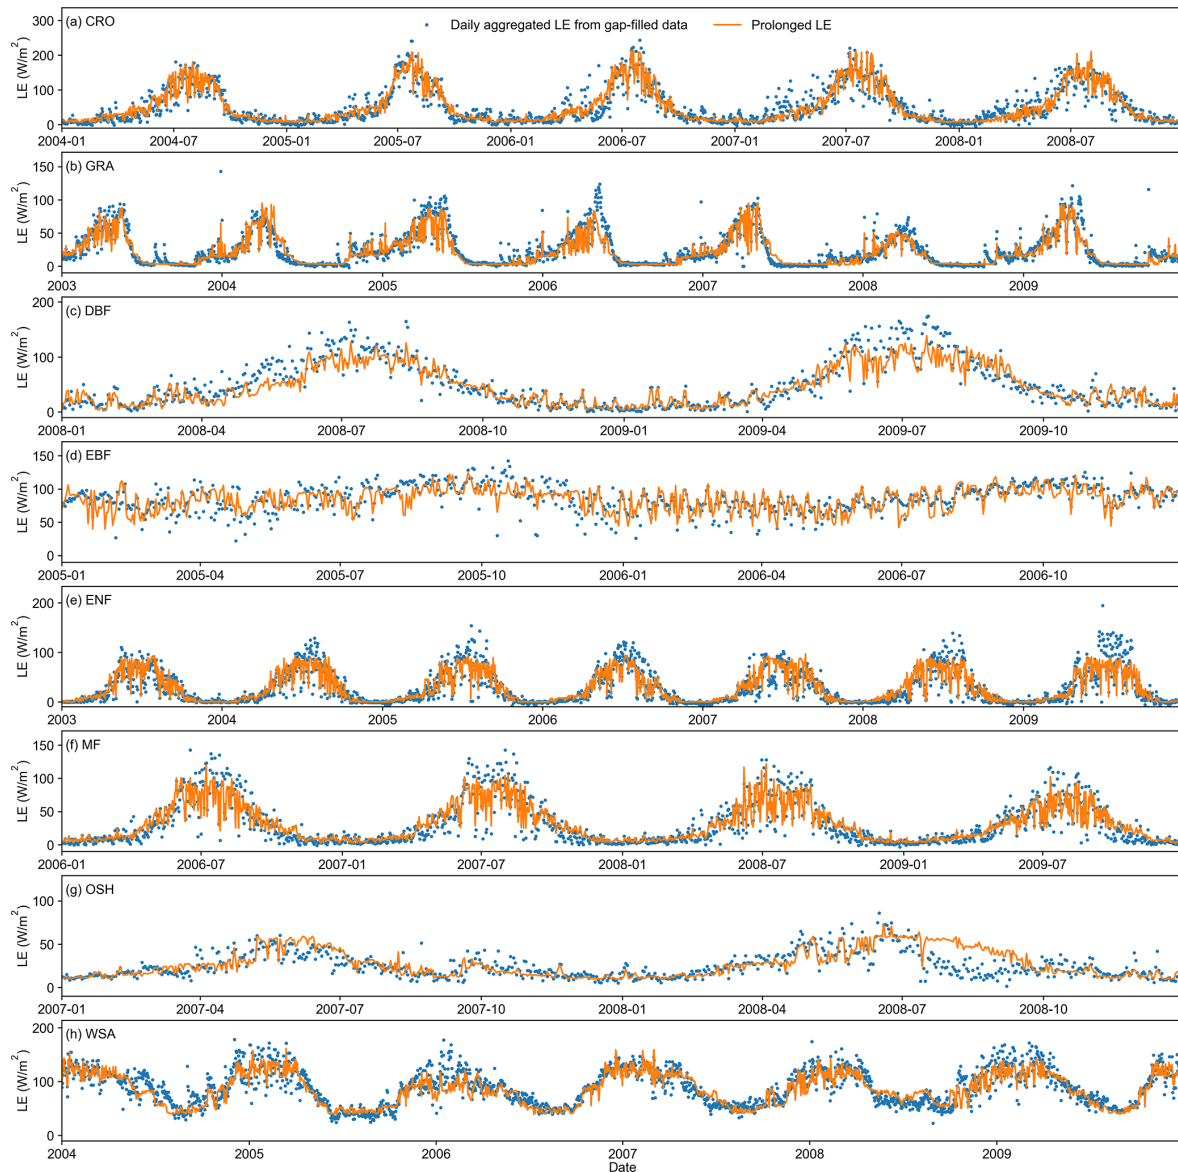 (a) CRO
Daily aggregated LE from gap-filled data
Prolonged LE
LE (W/m²)
300
200
100
0
2004-01 2004-07 2005-01 2005-07 2006-01 2006-07 2007-01 2007-07 2008-01 2008-07
(b) GRA
LE (W/m²)
150
100
50
0
2003 2004 2005 2006 2007 2008 2009
(c) DBF
LE (W/m²)
200
100
0
2008-01 2008-04 2008-07 2008-10 2009-01 2009-04 2009-07 2009-10
(d) EBF
LE (W/m²)
150
100
50
0
2005-01 2005-04 2005-07 2005-10 2006-01 2006-04 2006-07 2006-10
(e) ENF
LE (W/m²)
200
100
0
2003 2004 2005 2006 2007 2008 2009
(f) MF
LE (W/m²)
150
100
50
0
2006-01 2006-07 2007-01 2007-07 2008-01 2008-07 2009-01 2009-07
(g) OSH
LE (W/m²)
100
50
0
2007-01 2007-04 2007-07 2007-10 2008-01 2008-04 2008-07 2008-10
(h) WSA
LE (W/m²)
200
100
0
2004 2005 2006 2007 2008 2009
Date